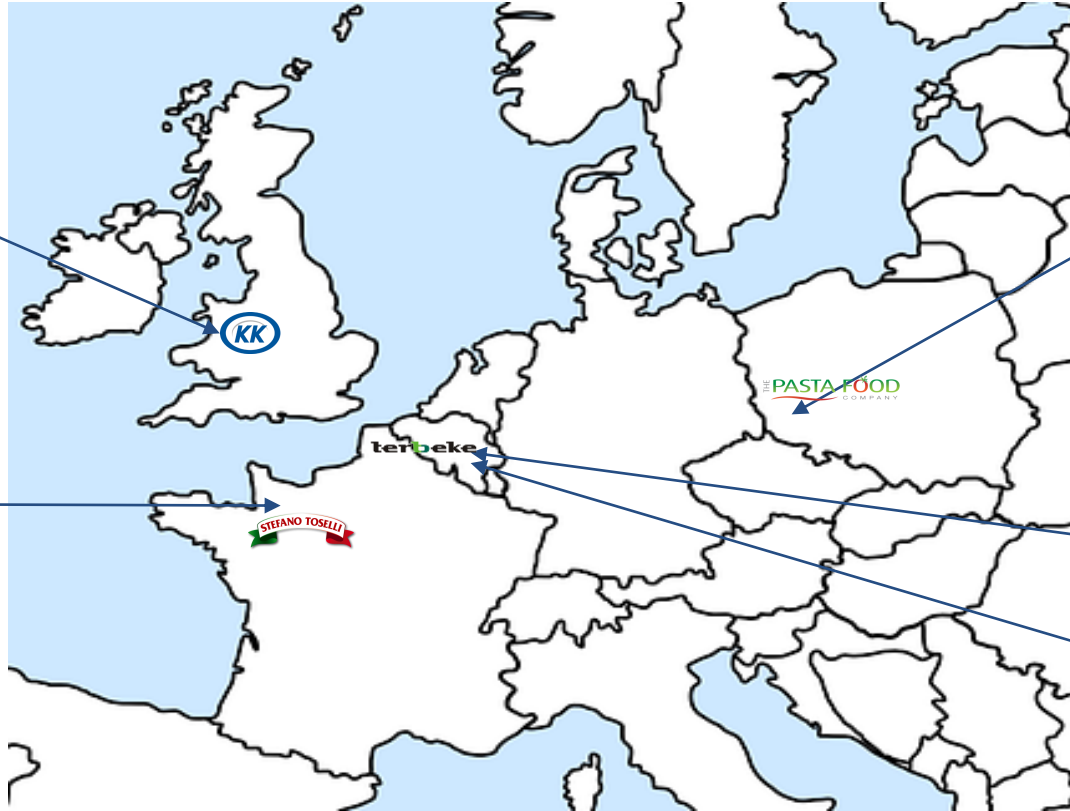 KK
THE
PASTA FOOD
COMPANY
terbeke
STEFANO TOSELLI